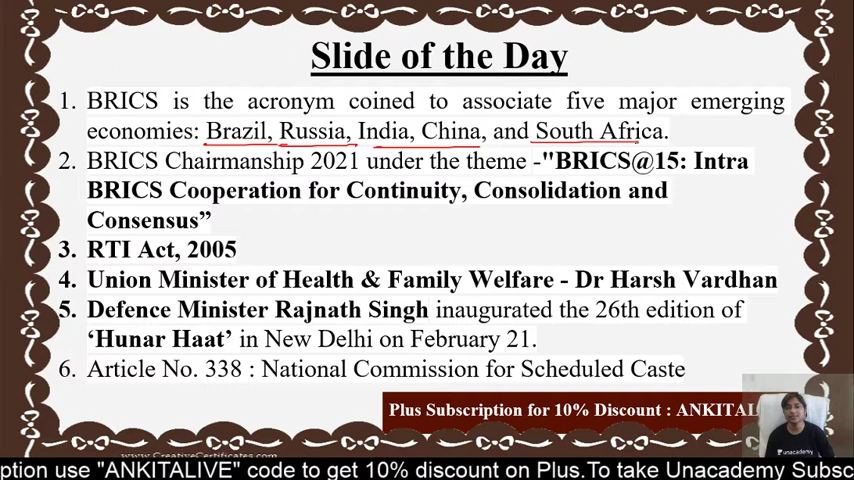 Slide of the Day
1. BRICS is the acronym coined to associate five major emerging
economies: Brazil, Russia, India, China, and South Africa.
2. BRICS Chairmanship 2021 under the theme -"BRICS@15: Intra
BRICS Cooperation for Continuity, Consolidation and
Consensus”
3. RTI Act, 2005
4. Union Minister of Health & Family Welfare - Dr Harsh Vardhan
5. Defence Minister Rajnath Singh inaugurated the 26th edition of
‘Hunar Haat’ in New Delhi on February 21.
6. Article No. 338 : National Commission for Scheduled Caste
Plus Subscription for 10% Discount : ANKITAL
unacademy
www.CreativeCertificates.com
ption use "ANKITALIVE" code to get 10% discount on Plus.To take Unacademy Subsc